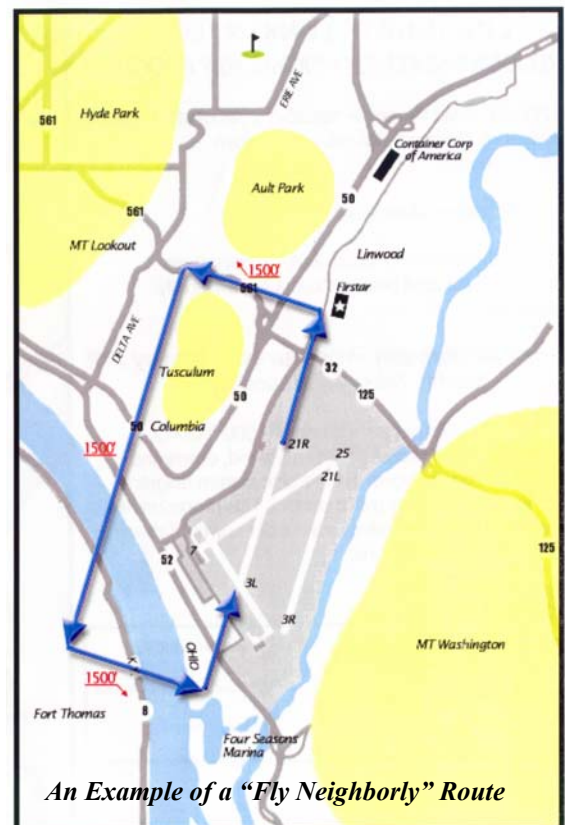 ERIE AVE
Hyde Park
561
Container Corp
of America
Ault Park
50
561
MT Lookout
Linwood
1500'
561
Firstar
DELTA AVE
32
Tusculum
125
50
50
Columbia
21R
1500'
25
21L
125
7
52
3L
3R
OHIO
MT Washington
KY
1500'
Fort Thomas
8
Four Seasons
Marina
An Example of a “Fly Neighborly” Route